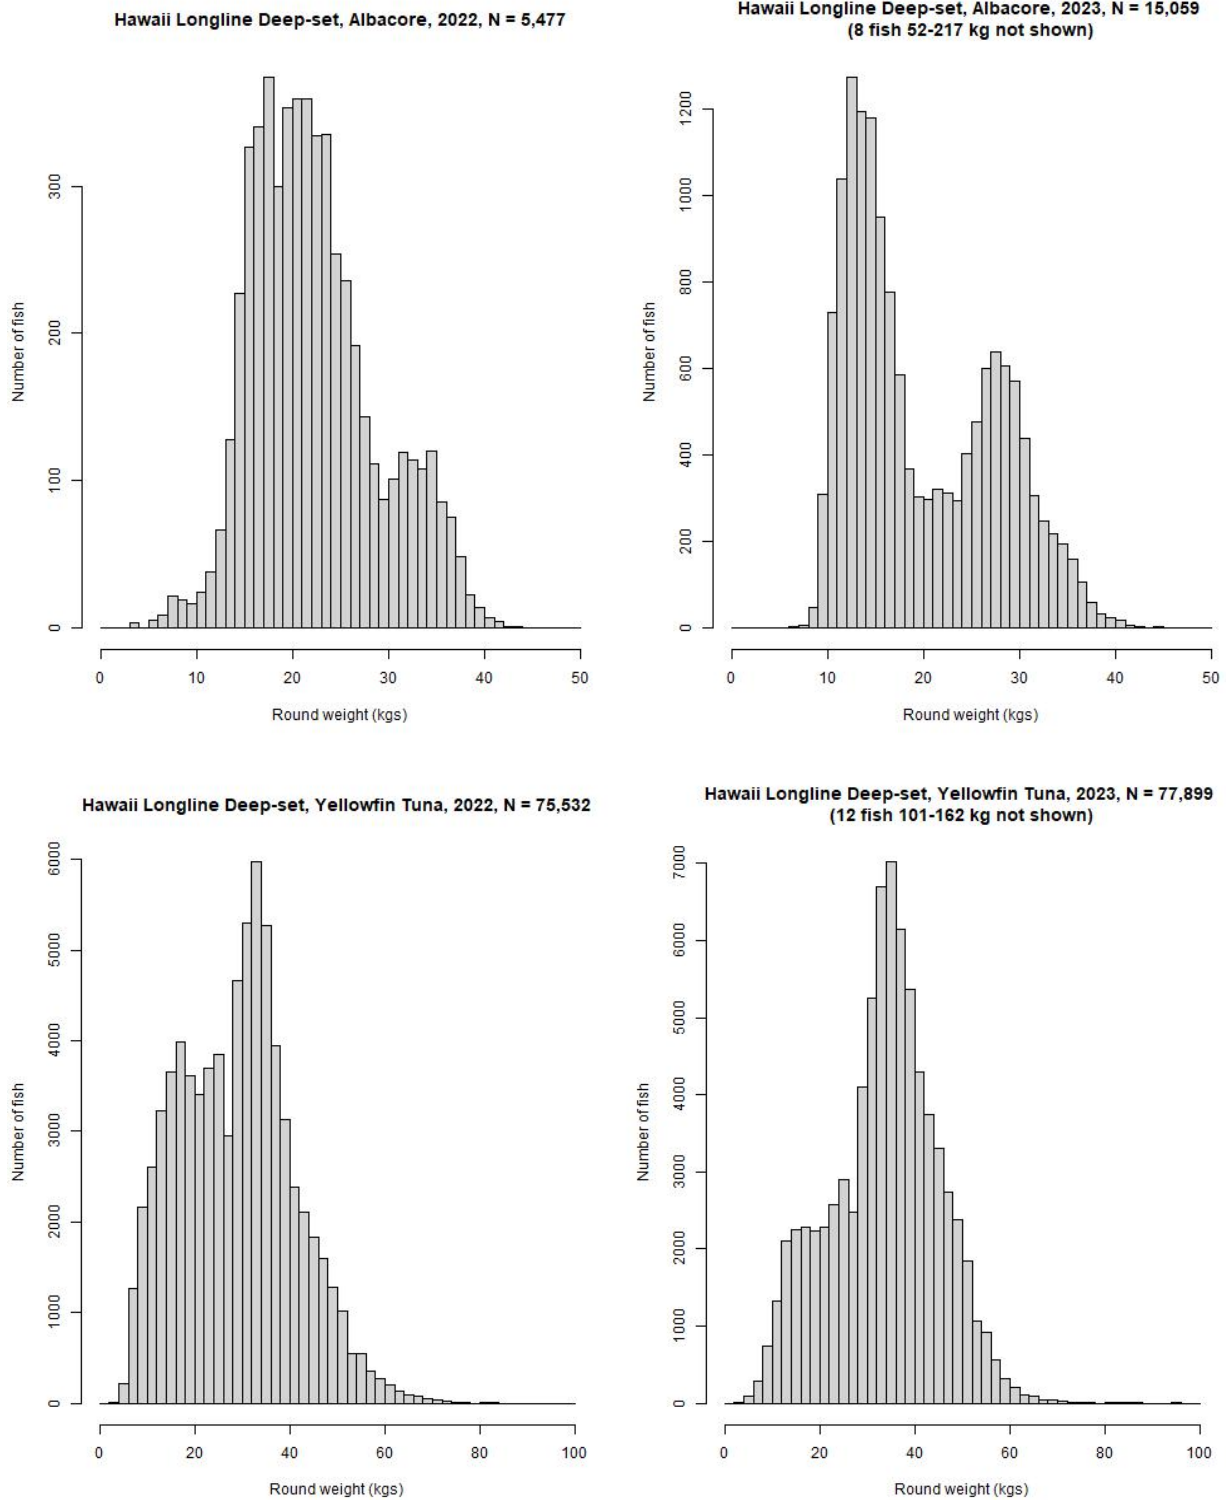 Hawaii Longline Deep-set, Albacore, 2022, N = 5,477
Number of fish
300
200
100
0
0 10 20 30 40 50
Round weight (kgs)
Hawaii Longline Deep-set, Albacore, 2023, N = 15,059
(8 fish 52-217 kg not shown)
Number of fish
1200
1000
800
600
400
200
0
0 10 20 30 40 50
Round weight (kgs)
Hawaii Longline Deep-set, Yellowfin Tuna, 2022, N = 75,532
Number of fish
6000
5000
4000
3000
2000
1000
0
0 20 40 60 80 100
Round weight (kgs)
Hawaii Longline Deep-set, Yellowfin Tuna, 2023, N = 77,899
(12 fish 101-162 kg not shown)
Number of fish
7000
6000
5000
4000
3000
2000
1000
0
0 20 40 60 80 100
Round weight (kgs)